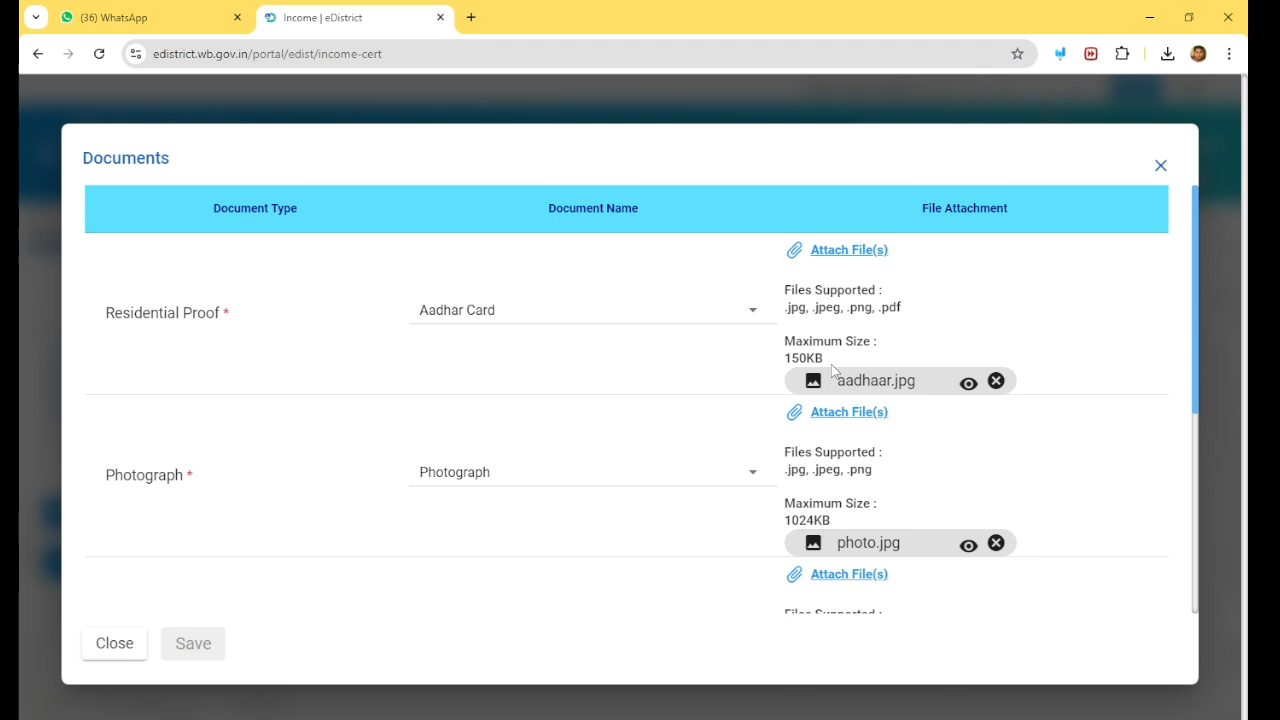 (36) WhatsApp
Income | eDistrict
edistrict.wb.gov.in/portal/edist/income-cert
Documents
Document Type
Document Name
File Attachment
Attach File(s)
Residential Proof *
Aadhar Card
Files Supported :
.jpg, .jpeg, .png, .pdf
Maximum Size :
150KB
aadhaar.jpg
Attach File(s)
Photograph *
Photograph
Files Supported :
.jpg, .jpeg, .png
Maximum Size :
1024KB
photo.jpg
Attach File(s)
Files Supported :
Close
Save